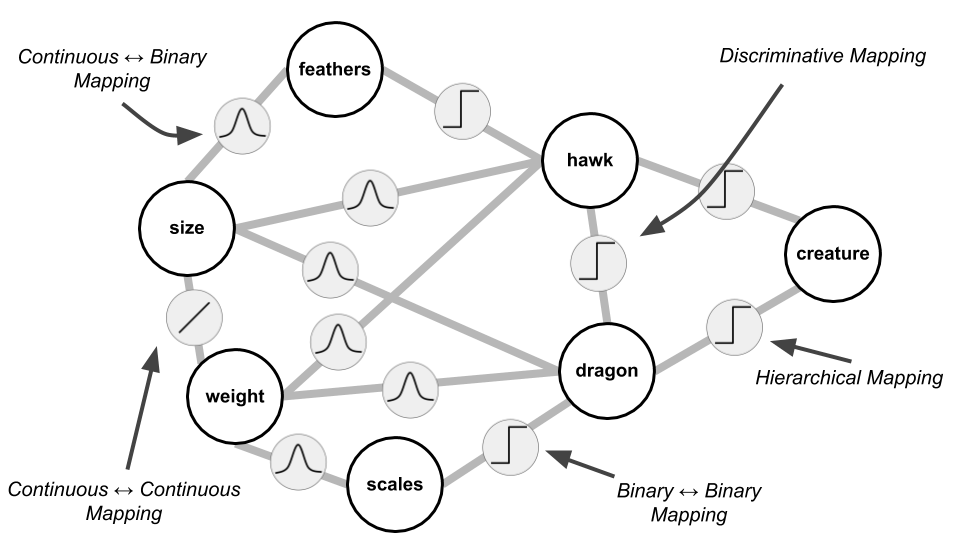 feathers
Continuous ↔ Binary
Mapping
Discriminative Mapping
hawk
size
creature
dragon
Hierarchical Mapping
weight
scales
Continuous ↔ Continuous
Mapping
Binary ↔ Binary
Mapping